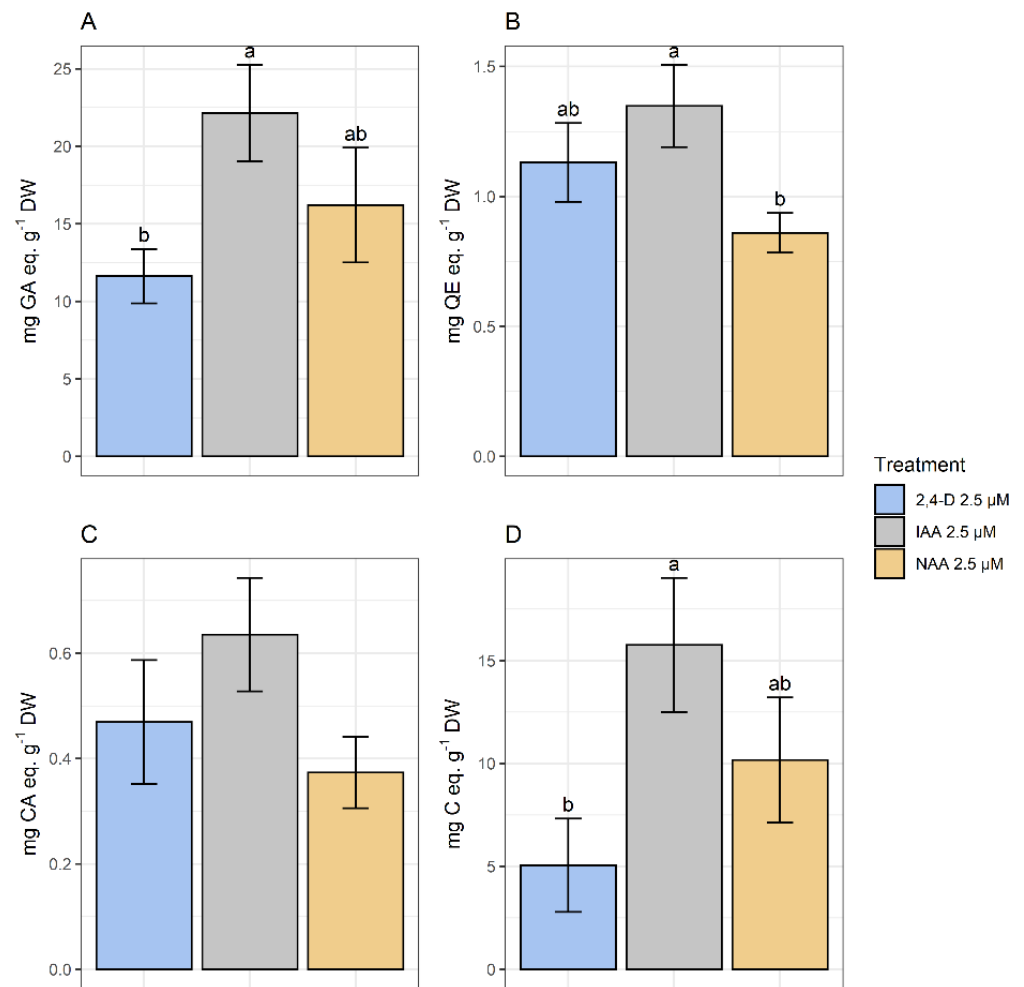 A
mg GA eq. g⁻¹ DW
25
20
15
10
5
0
b
a
ab
B
mg QE eq. g⁻¹ DW
1.5
1.0
0.5
0.0
ab
a
b
C
mg CA eq. g⁻¹ DW
0.6
0.4
0.2
0.0
D
mg C eq. g⁻¹ DW
15
10
5
0
b
a
ab
Treatment
2,4-D 2.5 µM
IAA 2.5 µM
NAA 2.5 µM